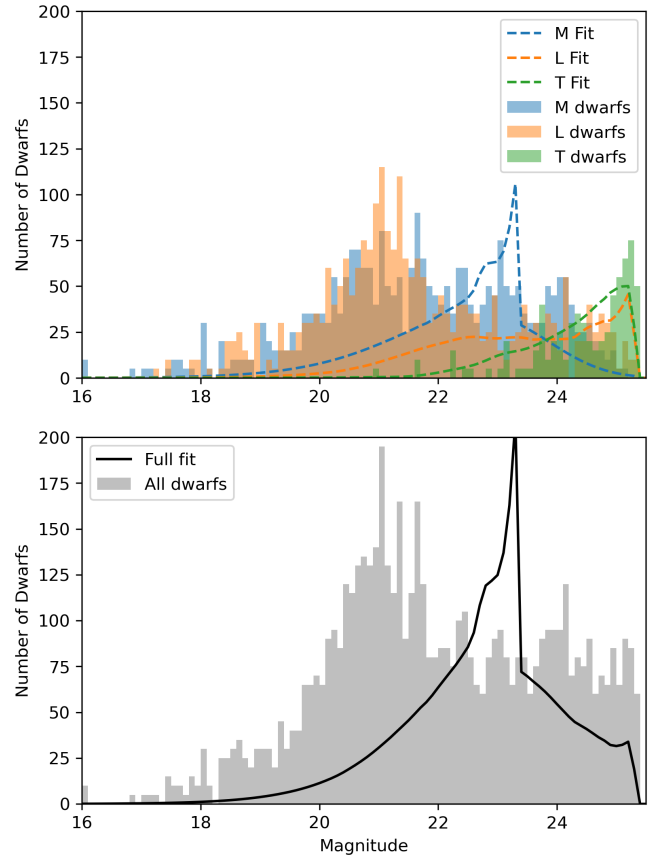 200
175
150
125
100
75
50
25
0
Number of Dwarfs
M Fit
L Fit
T Fit
M dwarfs
L dwarfs
T dwarfs
16 18 20 22 24
200
175
150
125
100
75
50
25
0
Number of Dwarfs
Full fit
All dwarfs
16 18 20 22 24
Magnitude